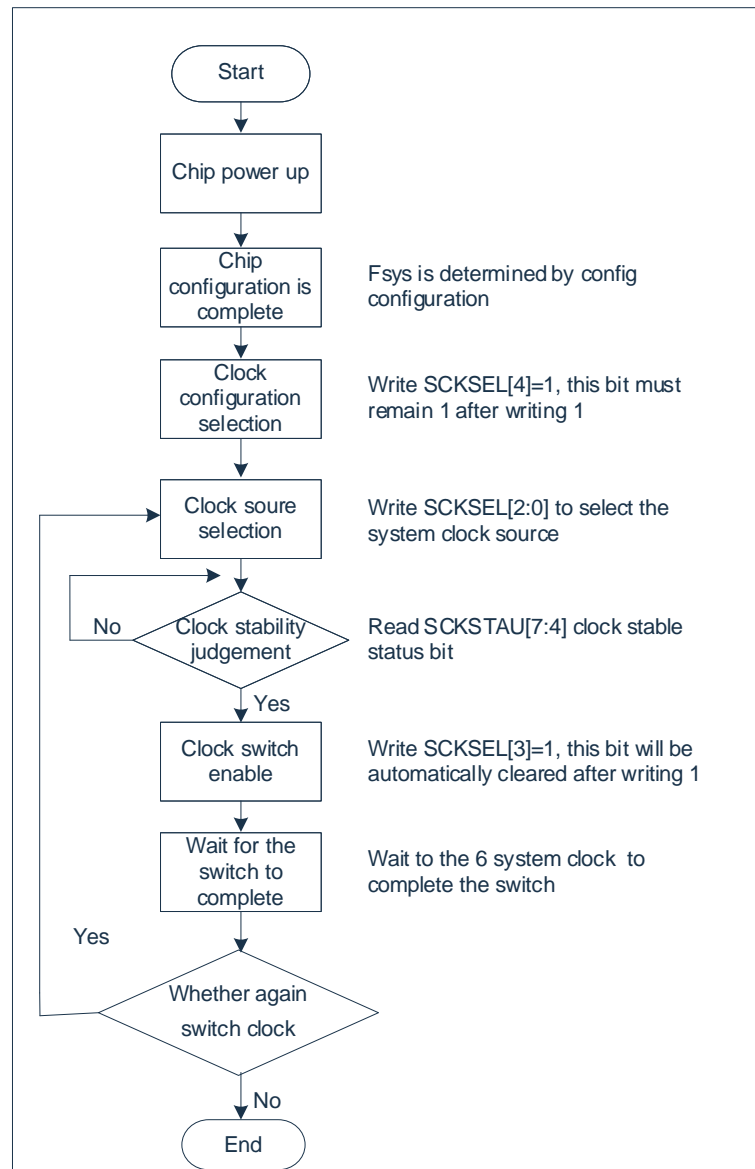 Start
Chip power up
Chip
configuration is
complete
Fsys is determined by config
configuration
Clock
configuration
selection
Write SCKSEL[4]=1, this bit must
remain 1 after writing 1
Clock soure
selection
Write SCKSEL[2:0] to select the
system clock source
No
Clock stability
judgement
Read SCKSTAU[7:4] clock stable
status bit
Yes
Clock switch
enable
Write SCKSEL[3]=1, this bit will be
automatically cleared after writing 1
Wait for the
switch to
complete
Wait to the 6 system clock to
complete the switch
Yes
Whether again
switch clock
No
End